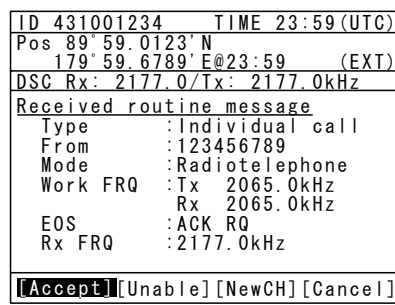 ID 431001234 TIME 23:59(UTC)
Pos 89°59.0123'N
179°59.6789'E@23:59 (EXT)
DSC Rx: 2177.0/Tx: 2177.0kHz
Received routine message
Type :Individual call
From :123456789
Mode :Radiotelephone
Work FRQ :Tx 2065.0kHz
Rx 2065.0kHz
EOS :ACK RQ
Rx FRQ :2177.0kHz
[Accept][Unable][NewCH][Cancel]